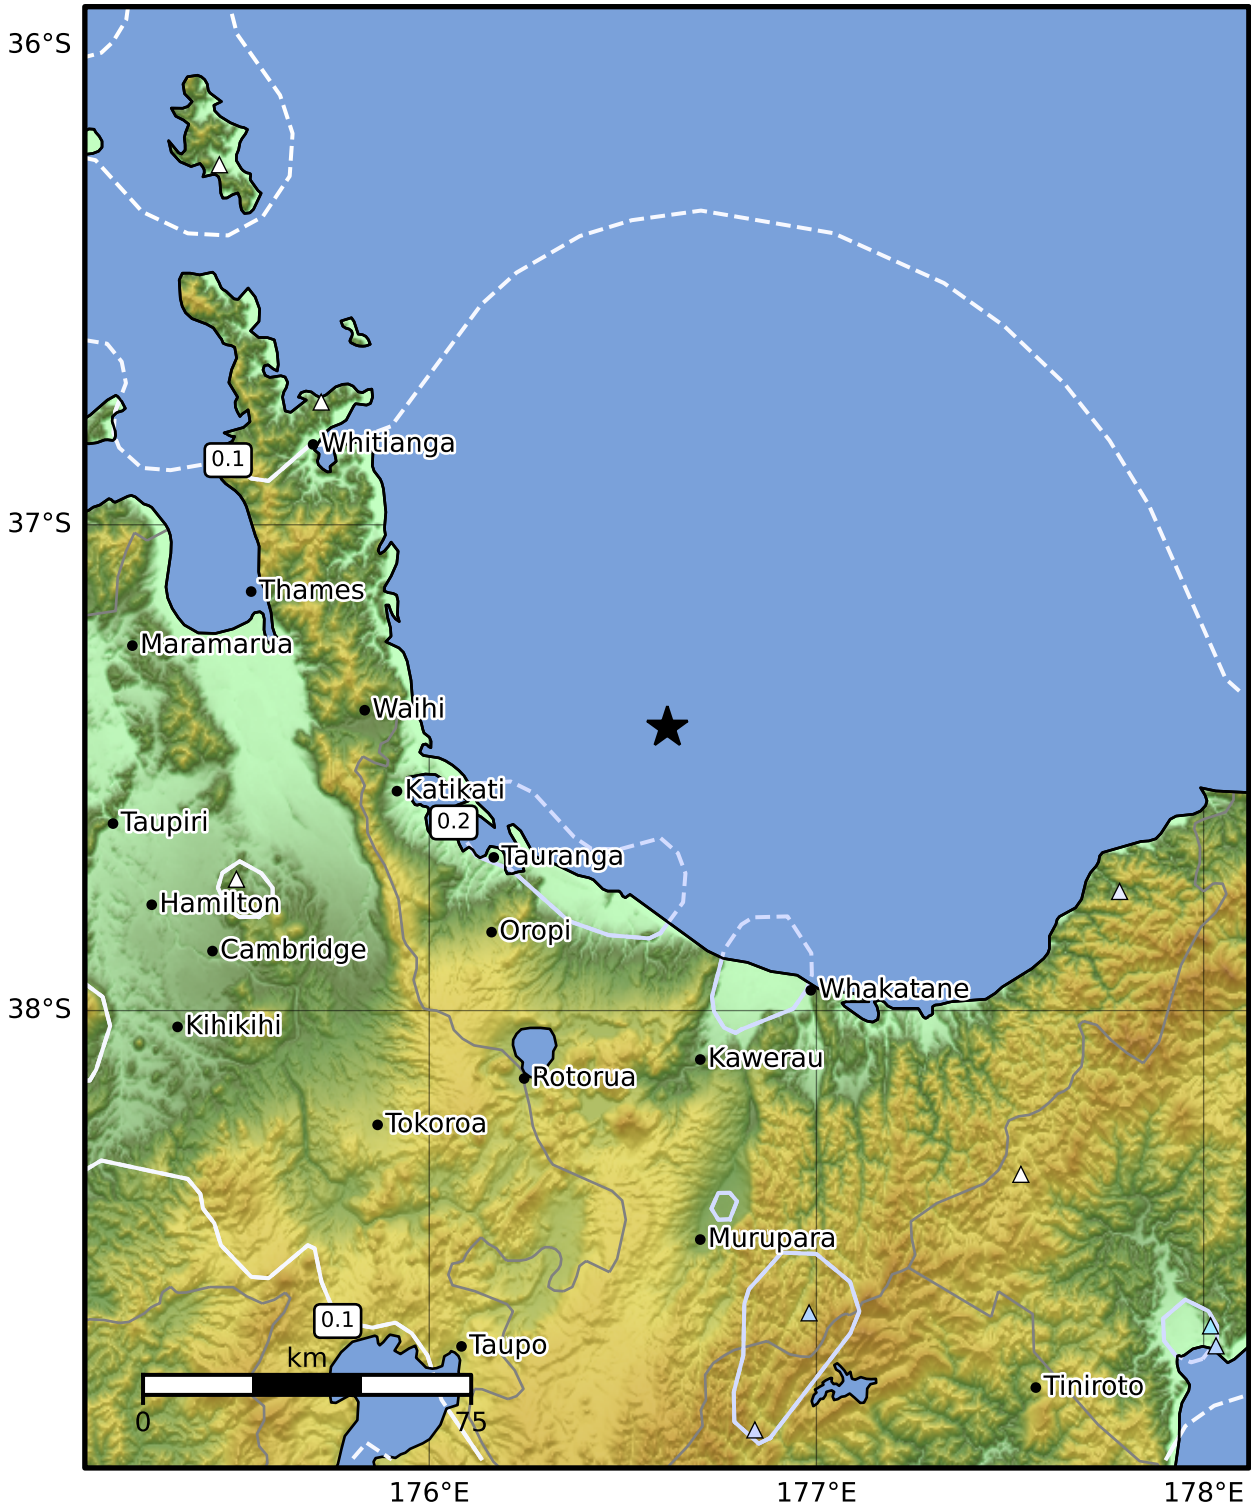 36°S
Whitianga
0.1
37°S
Thames
Maramarua
Waihi
Katikati
0.2
Taupiri
Tauranga
Hamilton
Oropi
Cambridge
Whakatane
38°S
Kihikihi
Kawerau
Rotorua
Tokoroa
Murupara
0.1
Taupo
km
Tiniroto
0
75
176°E
177°E
178°E